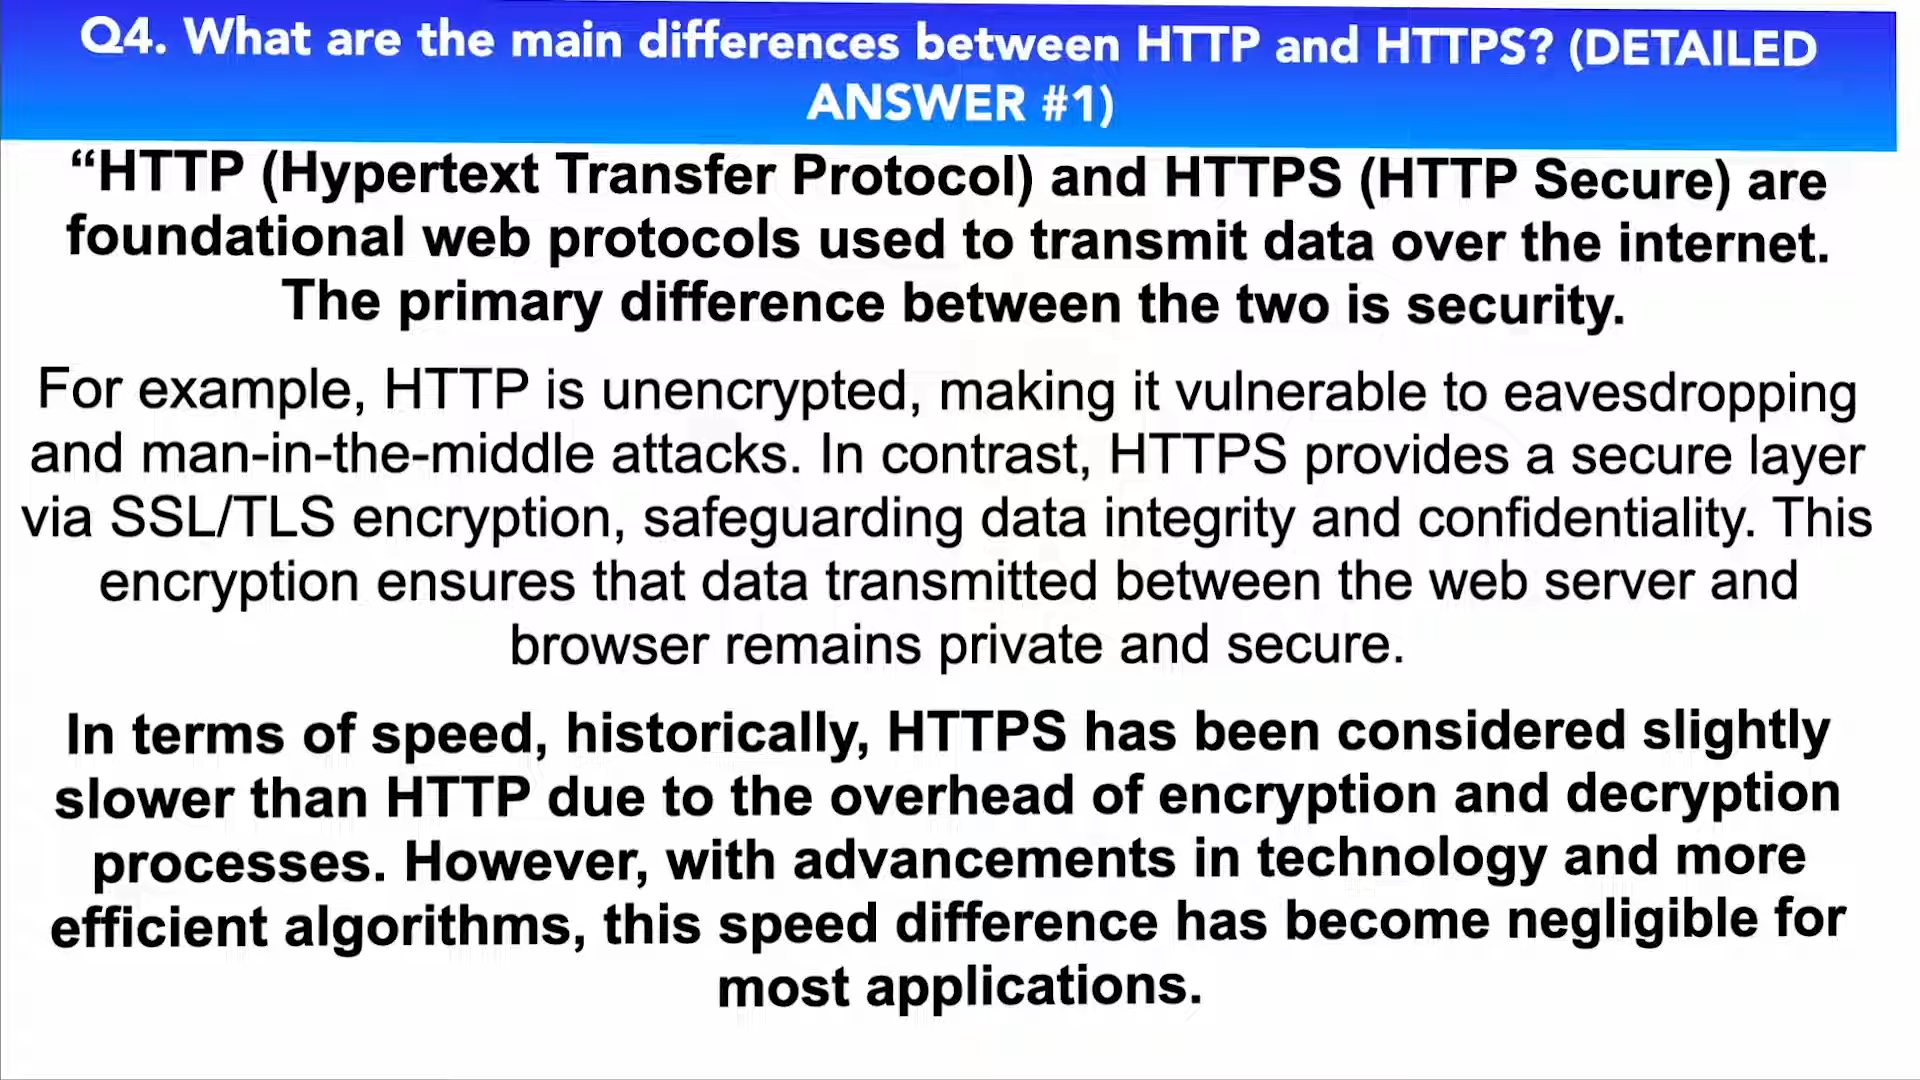 Q4. What are the main differences between HTTP and HTTPS? (DETAILED
ANSWER #1)
“HTTP (Hypertext Transfer Protocol) and HTTPS (HTTP Secure) are
foundational web protocols used to transmit data over the internet.
The primary difference between the two is security.
For example, HTTP is unencrypted, making it vulnerable to eavesdropping
and man-in-the-middle attacks. In contrast, HTTPS provides a secure layer
via SSL/TLS encryption, safeguarding data integrity and confidentiality. This
encryption ensures that data transmitted between the web server and
browser remains private and secure.
In terms of speed, historically, HTTPS has been considered slightly
slower than HTTP due to the overhead of encryption and decryption
processes. However, with advancements in technology and more
efficient algorithms, this speed difference has become negligible for
most applications.